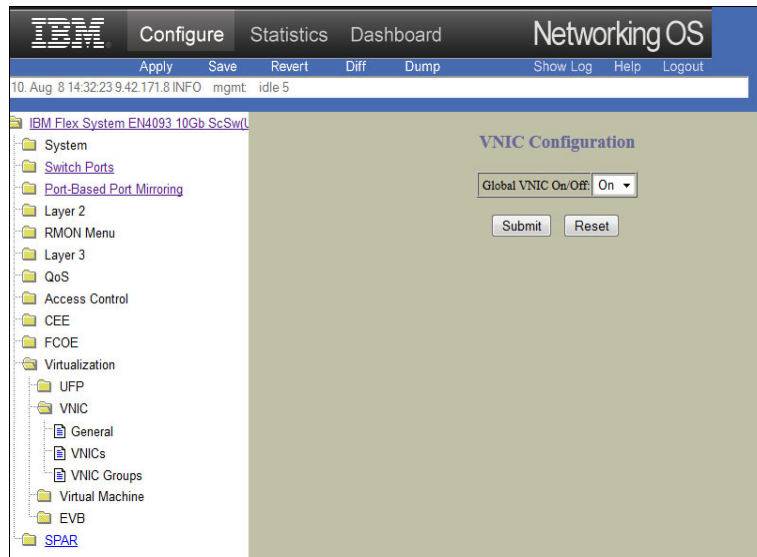 IBM Configure Statistics Dashboard Networking OS
Apply Save Revert Diff Dump Show Log Help Logout
10. Aug 8 14:32:23 9.42.171.8 INFO mgmt: idle 5
IBM Flex System EN4093 10Gb ScSw(U
System
Switch Ports
Port-Based Port Mirroring
Layer 2
RMON Menu
Layer 3
QoS
Access Control
CEE
FCOE
Virtualization
UFP
VNIC
General
VNICs
VNIC Groups
Virtual Machine
EVB
SPAR
VNIC Configuration
Global VNIC On/Off: On
Submit Reset